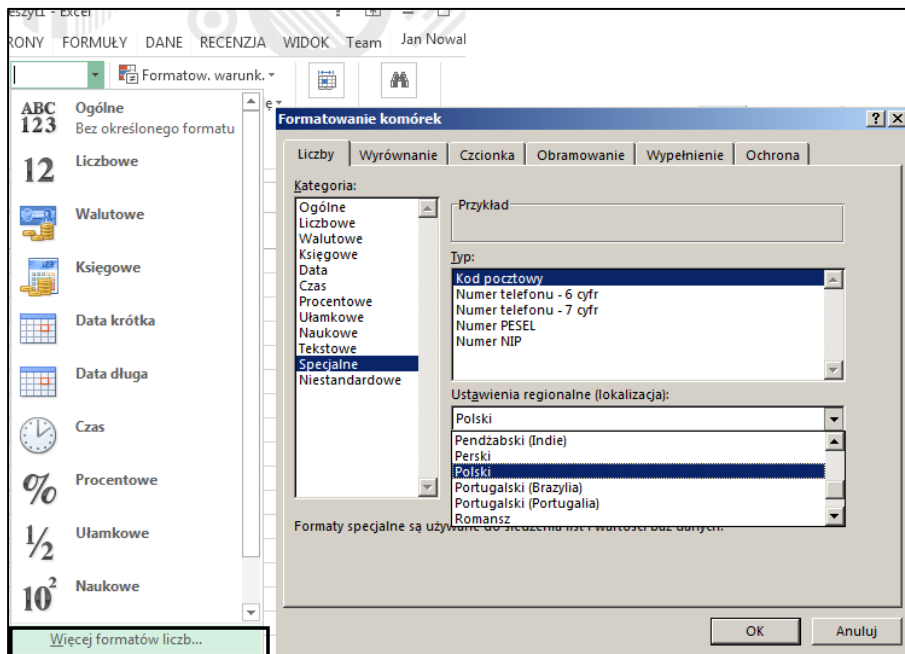 zeszyt1 - Excel
RONY FORMUŁY DANE RECENZJA WIDOK Team Jan Nowal
Formatow. warunk.
ABC
123
Ogólne
Bez określonego formatu
12
Liczbowe
Walutowe
Księgowe
Data krótka
Data długa
Czas
% Procentowe
1/2 Ułamkowe
10² Naukowe
Więcej formatów liczb...
ę
Formatowanie komórek
Liczby Wyrównanie Czcionka Obramowanie Wypełnienie Ochrona
Kategoria:
Ogólne
Liczbowe
Walutowe
Księgowe
Data
Czas
Procentowe
Ułamkowe
Naukowe
Tekstowe
Specjalne
Niestandardowe
Przykład
Typ:
Kod pocztowy
Numer telefonu - 6 cyfr
Numer telefonu - 7 cyfr
Numer PESEL
Numer NIP
Ustawienia regionalne (lokalizacja):
Polski
Pendżabski (Indie)
Perski
Polski
Portugalski (Brazylia)
Portugalski (Portugalia)
Romansz
Formaty specjalne są używane do śledzenia list i wartości baz danych.
OK Anuluj